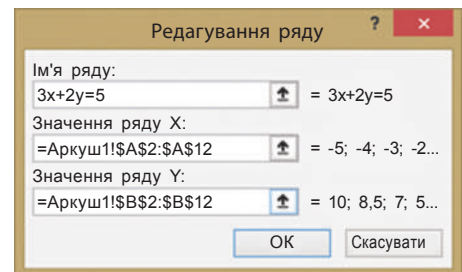 Редагування ряду ? ×
Ім'я ряду:
3x+2y=5 = 3x+2y=5
Значення ряду X:
=Аркуш1!$A$2:$A$12 = -5; -4; -3; -2...
Значення ряду Y:
=Аркуш1!$B$2:$B$12 = 10; 8,5; 7; 5...
ОК Скасувати